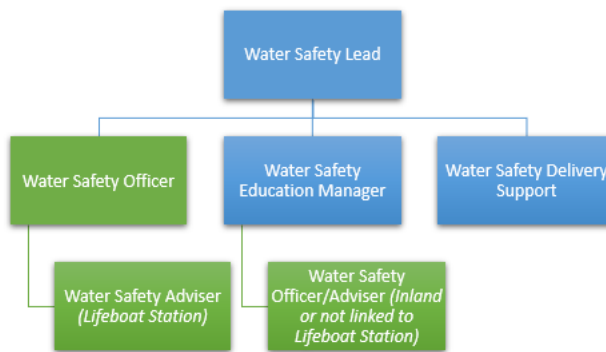 Water Safety Lead
Water Safety Officer
Water Safety
Education Manager
Water Safety Delivery
Support
Water Safety Adviser
(Lifeboat Station)
Water Safety
Officer/Adviser (Inland
or not linked to
Lifeboat Station)